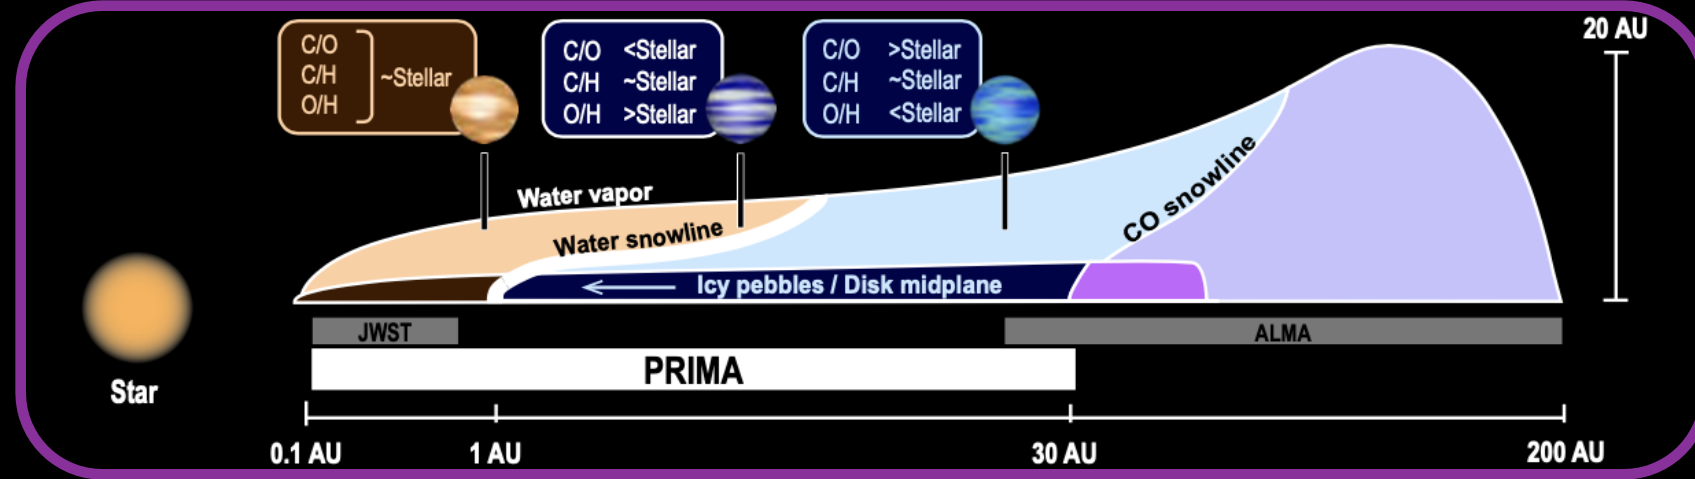 C/O
C/H
O/H
~Stellar
C/O <Stellar
C/H ~Stellar
O/H >Stellar
C/O >Stellar
C/H ~Stellar
O/H <Stellar
20 AU
Water vapor
Water snowline
CO snowline
Icy pebbles / Disk midplane
JWST
ALMA
PRIMA
Star
0.1 AU
1 AU
30 AU
200 AU